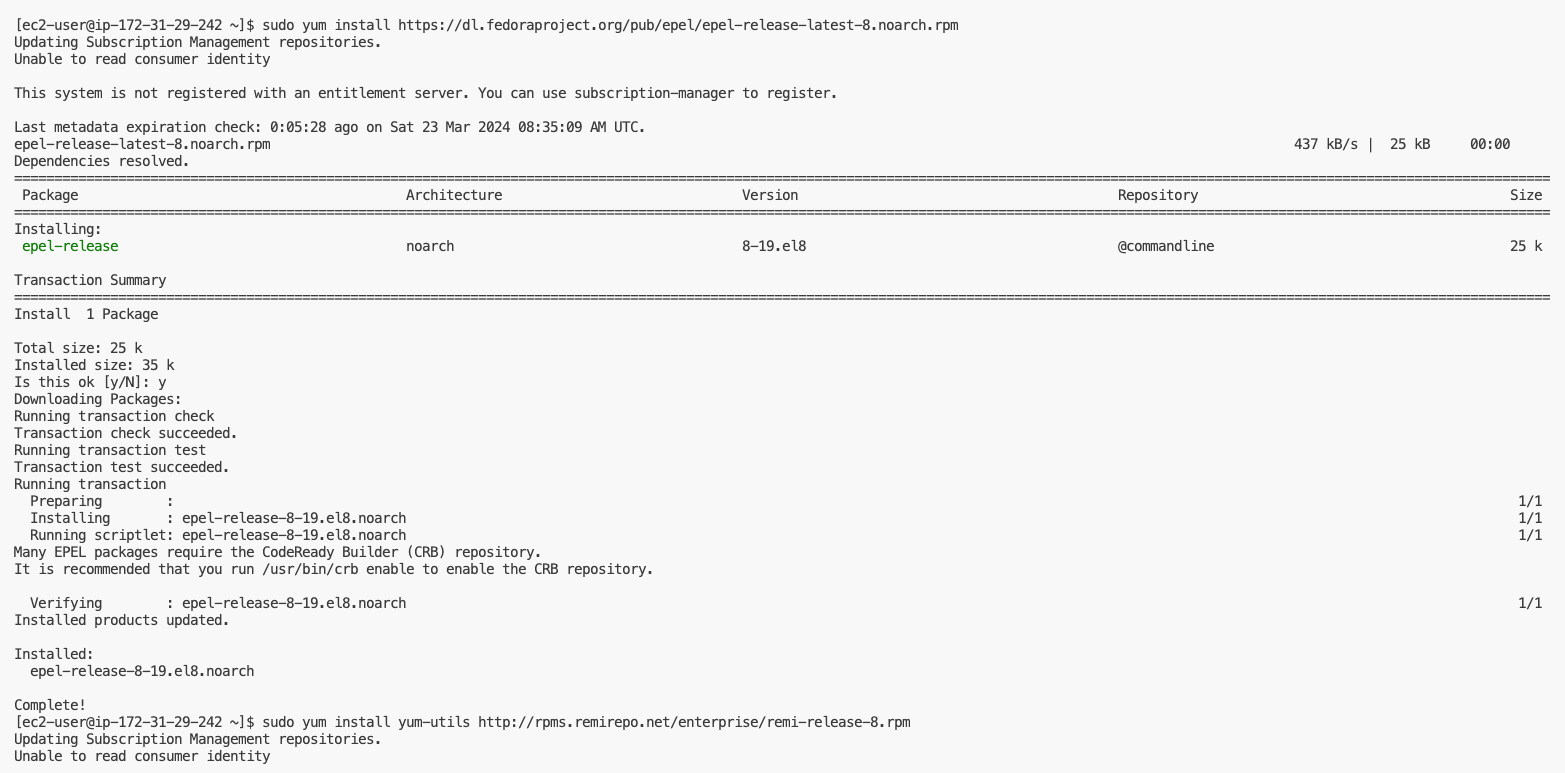 [ec2-user@ip-172-31-29-242 ~]$ sudo yum install https://dl.fedoraproject.org/pub/epel/epel-release-latest-8.noarch.rpm
Updating Subscription Management repositories.
Unable to read consumer identity
This system is not registered with an entitlement server. You can use subscription-manager to register.
Last metadata expiration check: 0:05:28 ago on Sat 23 Mar 2024 08:35:09 AM UTC.
epel-release-latest-8.noarch.rpm 437 kB/s | 25 kB 00:00
Dependencies resolved.
Package Architecture Version Repository Size
Installing:
epel-release noarch 8-19.el8 @commandline 25 k
Transaction Summary
Install 1 Package
Total size: 25 k
Installed size: 35 k
Is this ok [y/N]: y
Downloading Packages:
Running transaction check
Transaction check succeeded.
Running transaction test
Transaction test succeeded.
Running transaction
Preparing : 1/1
Installing : epel-release-8-19.el8.noarch 1/1
Running scriptlet: epel-release-8-19.el8.noarch 1/1
Many EPEL packages require the CodeReady Builder (CRB) repository.
It is recommended that you run /usr/bin/crb enable to enable the CRB repository.
Verifying : epel-release-8-19.el8.noarch 1/1
Installed products updated.
Installed:
epel-release-8-19.el8.noarch
Complete!
[ec2-user@ip-172-31-29-242 ~]$ sudo yum install yum-utils http://rpms.remirepo.net/enterprise/remi-release-8.rpm
Updating Subscription Management repositories.
Unable to read consumer identity